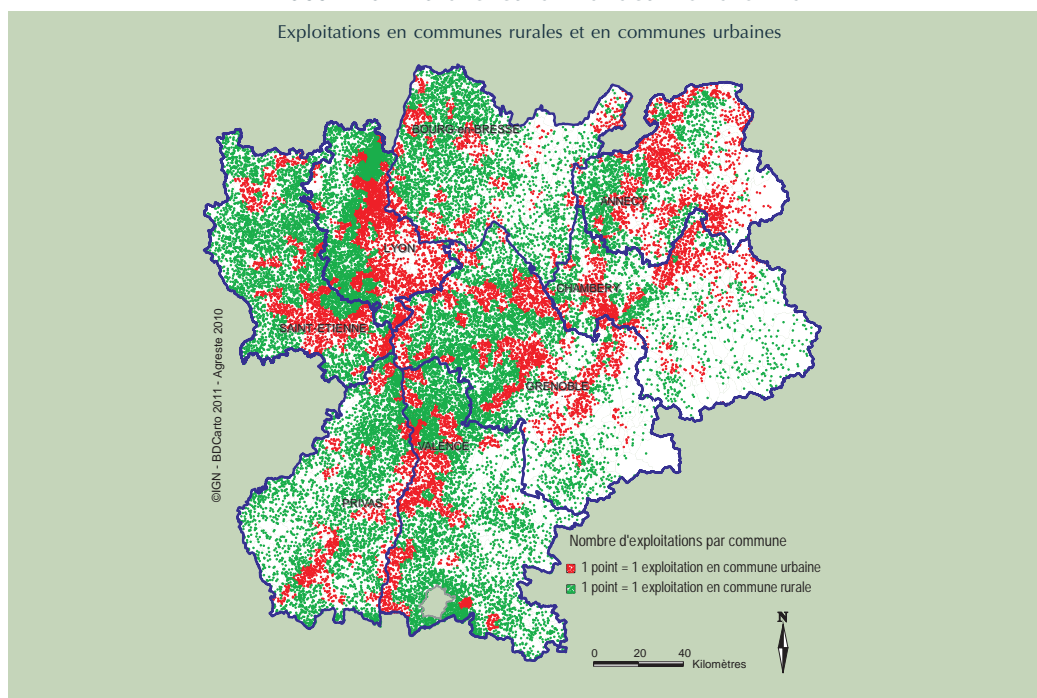 Exploitations en communes rurales et en communes urbaines
BOURG-en-BRESSE
ANNECY
LYON
CHAMBERY
SAINT-ETIENNE
GRENOBLE
VALENCE
PRIVAS
©IGN - BDCarto 2011 - Agreste 2010
Nombre d'exploitations par commune
1 point = 1 exploitation en commune urbaine
1 point = 1 exploitation en commune rurale
N
0 20 40
Kilomètres